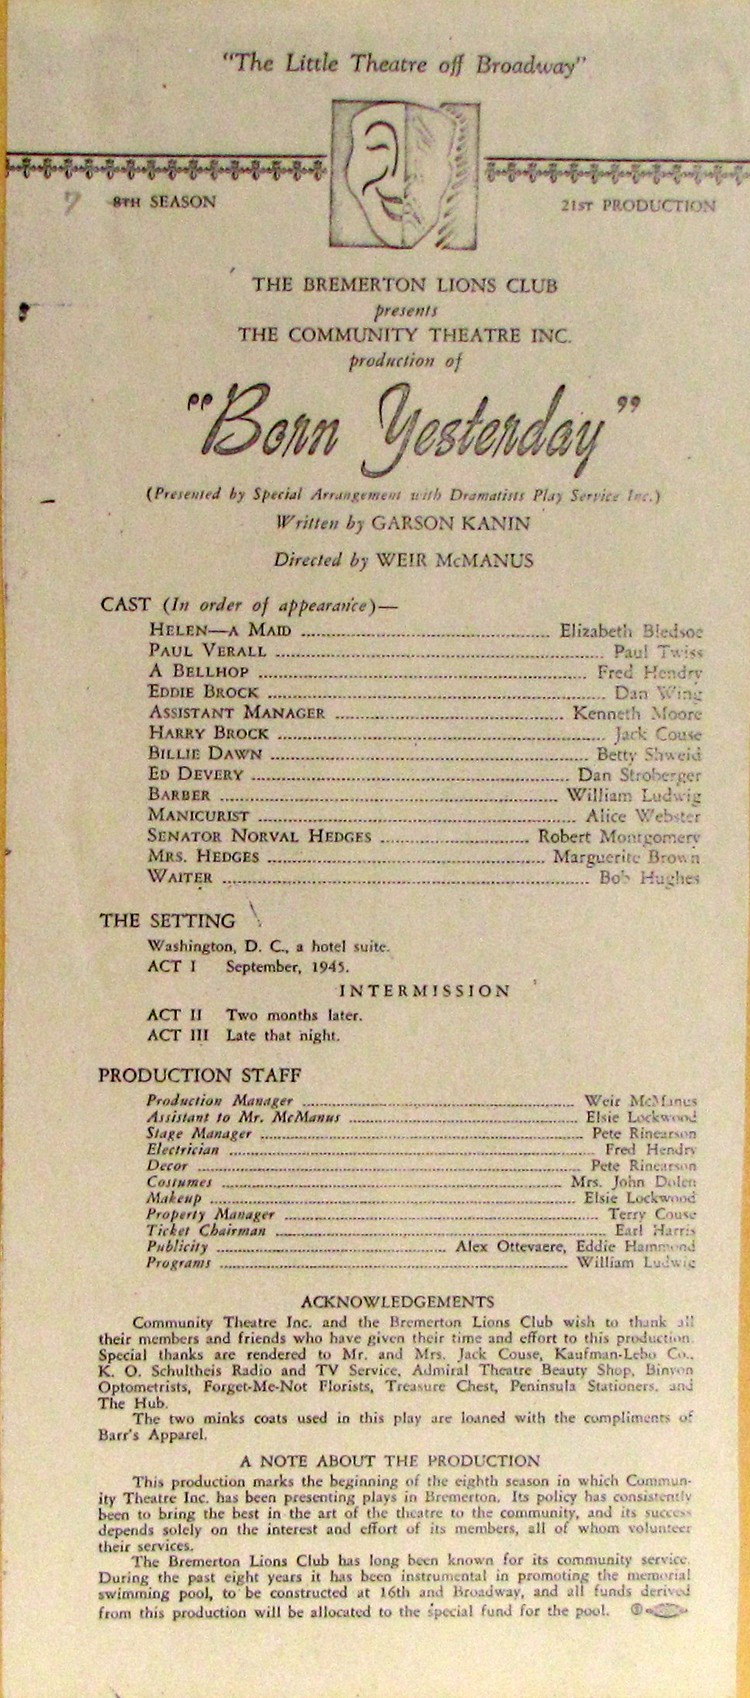 "The Little Theatre off Broadway"
7 8TH SEASON
21ST PRODUCTION
THE BREMERTON LIONS CLUB
presents
THE COMMUNITY THEATRE INC.
production of
"Born Yesterday"
(Presented by Special Arrangement with Dramatists Play Service Inc.)
Written by GARSON KANIN
Directed by WEIR McMANUS
CAST (In order of appearance)—
HELEN—A MAID ........ Elizabeth Bledsoe
PAUL VERALL ........ Paul Twiss
A BELLHOP ........ Fred Hendry
EDDIE BROCK ........ Dan Wing
ASSISTANT MANAGER ........ Kenneth Moore
HARRY BROCK ........ Jack Couse
BILLIE DAWN ........ Betty Shweid
ED DEVERY ........ Dan Stroberger
BARBER ........ William Ludwig
MANICURIST ........ Alice Webster
SENATOR NORVAL HEDGES ........ Robert Montgomery
MRS. HEDGES ........ Marguerite Brown
WAITER ........ Bob Hughes
THE SETTING
Washington, D. C., a hotel suite.
ACT I September, 1945.
INTERMISSION
ACT II Two months later.
ACT III Late that night.
PRODUCTION STAFF
Production Manager ........ Weir McManus
Assistant to Mr. McManus ........ Elsie Lockwood
Stage Manager ........ Pete Rinearson
Electrician ........ Fred Hendry
Decor ........ Pete Rinearson
Costumes ........ Mrs. John Dolen
Makeup ........ Elsie Lockwood
Property Manager ........ Terry Couse
Ticket Chairman ........ Earl Harris
Publicity ........ Alex Ottevaere, Eddie Hammond
Programs ........ William Ludwig
ACKNOWLEDGEMENTS
Community Theatre Inc. and the Bremerton Lions Club wish to thank all
their members and friends who have given their time and effort to this production.
Special thanks are rendered to Mr. and Mrs. Jack Couse, Kaufman-Lebo Co.,
K. O. Schultheis Radio and TV Service, Admiral Theatre Beauty Shop, Binyon
Optometrists, Forget-Me-Not Florists, Treasure Chest, Peninsula Stationers, and
The Hub.
The two minks coats used in this play are loaned with the compliments of
Barr's Apparel.
A NOTE ABOUT THE PRODUCTION
This production marks the beginning of the eighth season in which Commun-
ity Theatre Inc. has been presenting plays in Bremerton. Its policy has consistently
been to bring the best in the art of the theatre to the community, and its success
depends solely on the interest and effort of its members, all of whom volunteer
their services.
The Bremerton Lions Club has long been known for its community service.
During the past eight years it has been instrumental in promoting the memorial
swimming pool, to be constructed at 16th and Broadway, and all funds derived
from this production will be allocated to the special fund for the pool.